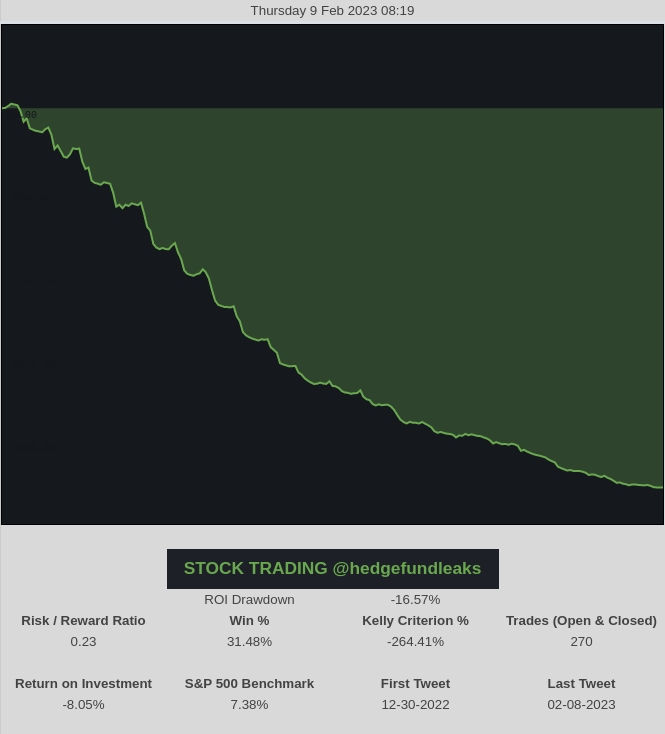 Thursday 9 Feb 2023 08:19
STOCK TRADING @hedgefundleaks
ROI Drawdown -16.57%
Risk / Reward Ratio Win % Kelly Criterion % Trades (Open & Closed)
0.23 31.48% -264.41% 270
Return on Investment S&P 500 Benchmark First Tweet Last Tweet
-8.05% 7.38% 12-30-2022 02-08-2023